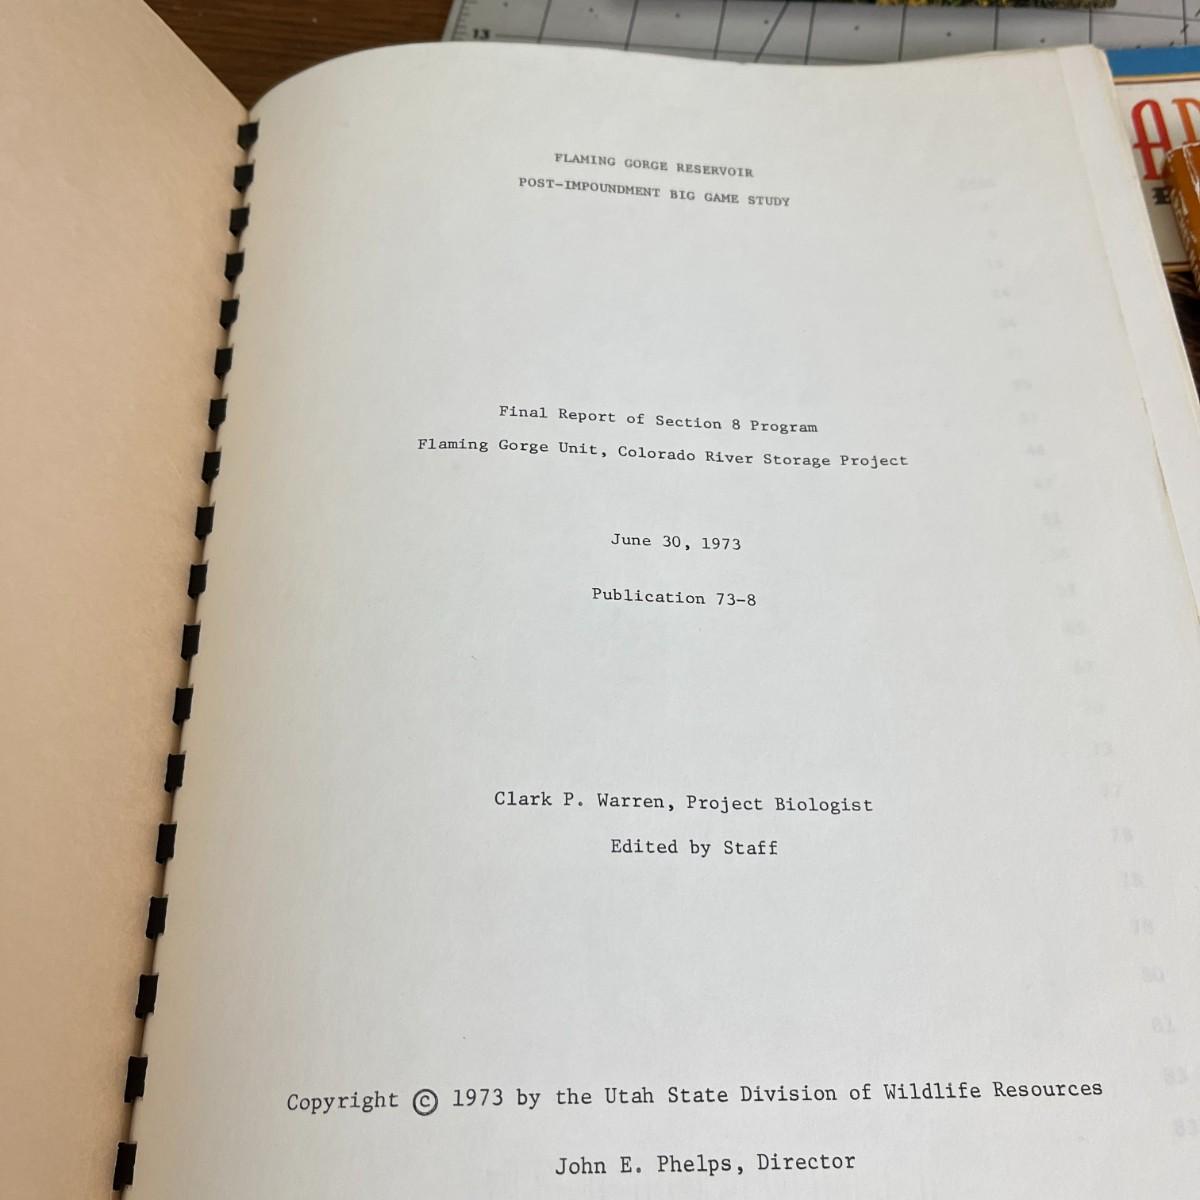 13
FLAMING GORGE RESERVOIR
POST-IMPOUNDMENT BIG GAME STUDY
Final Report of Section 8 Program
Flaming Gorge Unit, Colorado River Storage Project
June 30, 1973
Publication 73-8
Clark P. Warren, Project Biologist
Edited by Staff
Copyright © 1973 by the Utah State Division of Wildlife Resources
John E. Phelps, Director